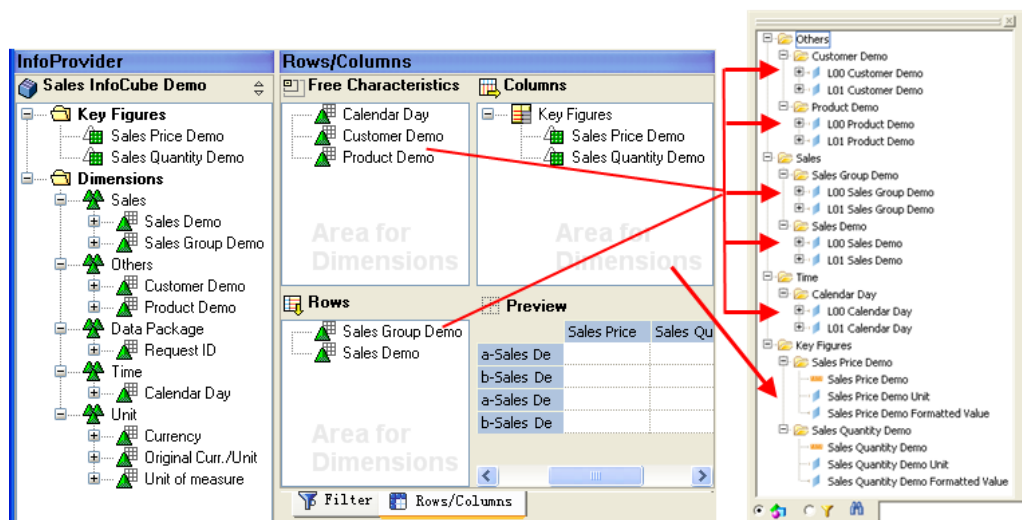 InfoProvider
Sales InfoCube Demo
Key Figures
Sales Price Demo
Sales Quantity Demo
Dimensions
Sales
Sales Demo
Sales Group Demo
Others
Customer Demo
Product Demo
Data Package
Request ID
Time
Calendar Day
Unit
Currency
Original Curr./Unit
Unit of measure
Rows/Columns
Free Characteristics
Calendar Day
Customer Demo
Product Demo
Area for
Dimensions
Columns
Key Figures
Sales Price Demo
Sales Quantity Demo
Area for
Dimensions
Rows
Sales Group Demo
Sales Demo
Area for
Dimensions
Preview
Sales Price Sales Qu
a-Sales De
b-Sales De
a-Sales De
b-Sales De
Filter Rows/Columns
Others
Customer Demo
L00 Customer Demo
L01 Customer Demo
Product Demo
L00 Product Demo
L01 Product Demo
Sales
Sales Group Demo
L00 Sales Group Demo
L01 Sales Group Demo
Sales Demo
L00 Sales Demo
L01 Sales Demo
Time
Calendar Day
L00 Calendar Day
L01 Calendar Day
Key Figures
Sales Price Demo
Sales Price Demo
Sales Price Demo Unit
Sales Price Demo Formatted Value
Sales Quantity Demo
Sales Quantity Demo
Sales Quantity Demo Unit
Sales Quantity Demo Formatted Value